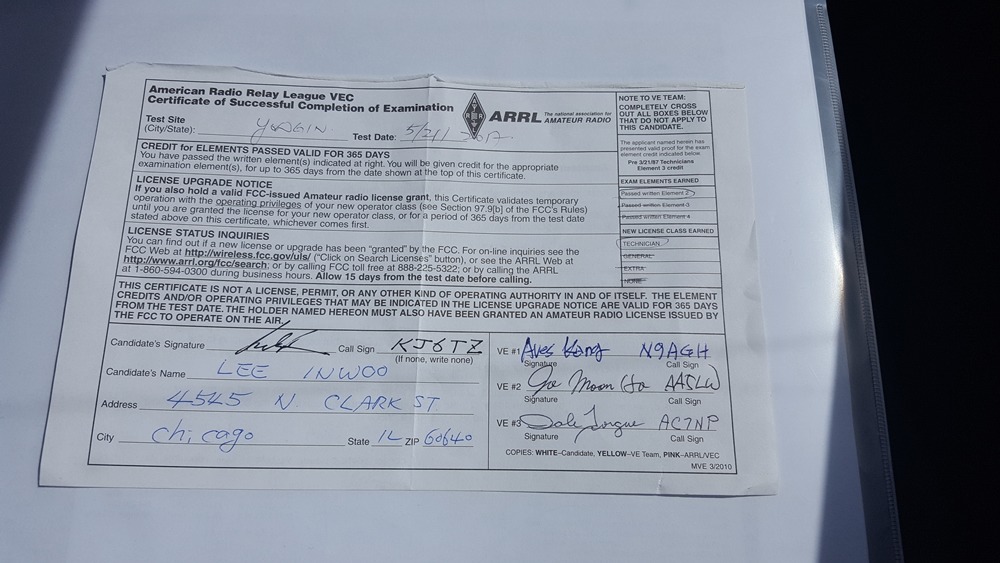 American Radio Relay League VEC
Certificate of Successful Completion of Examination
ARRL The national association for AMATEUR RADIO
Test Site
(City/State): YONGIN Test Date: 5/21/
CREDIT for ELEMENTS PASSED VALID FOR 365 DAYS
You have passed the written element(s) indicated at right. You will be given credit for the appropriate
examination element(s), for up to 365 days from the date shown at the top of this certificate.
LICENSE UPGRADE NOTICE
If you also hold a valid FCC-issued Amateur radio license grant, this Certificate validates temporary
operation with the operating privileges of your new operator class (see Section 97.9[b] of the FCC's Rules)
until you are granted the license for your new operator class, or for a period of 365 days from the test date
stated above on this certificate, whichever comes first.
LICENSE STATUS INQUIRIES
You can find out if a new license or upgrade has been "granted" by the FCC. For on-line inquiries see the
FCC Web at http://wireless.fcc.gov/uls/ ("Click on Search Licenses" button), or see the ARRL Web at
http://www.arrl.org/fcc/search; or by calling FCC toll free at 888-225-5322; or by calling the ARRL
at 1-860-594-0300 during business hours. Allow 15 days from the test date before calling.
NOTE TO VE TEAM:
COMPLETELY CROSS
OUT ALL BOXES BELOW
THAT DO NOT APPLY TO
THIS CANDIDATE.
The applicant named herein has
presented valid proof for the exam
element credit indicated below.
Pre 3/21/87 Technicians
Element 3 credit
EXAM ELEMENTS EARNED
Passed written Element 2
Passed written Element 3
Passed written Element 4
NEW LICENSE CLASS EARNED
TECHNICIAN
GENERAL
EXTRA
NONE
THIS CERTIFICATE IS NOT A LICENSE, PERMIT, OR ANY OTHER KIND OF OPERATING AUTHORITY IN AND OF ITSELF. THE ELEMENT
CREDITS AND/OR OPERATING PRIVILEGES THAT MAY BE INDICATED IN THE LICENSE UPGRADE NOTICE ARE VALID FOR 365 DAYS
FROM THE TEST DATE. THE HOLDER NAMED HEREON MUST ALSO HAVE BEEN GRANTED AN AMATEUR RADIO LICENSE ISSUED BY
THE FCC TO OPERATE ON THE AIR.
Candidate's Signature Call Sign KJ6TZ
(If none, write none)
Candidate's Name LEE INWOO
Address 4545 N. CLARK ST
City Chicago State IL ZIP 60640
VE #1 Kang N9AGH
Signature Call Sign
VE #2 Joe Moon
Signature Call Sign
VE #3 Dale AC7NP
Signature Call Sign
COPIES: WHITE–Candidate, YELLOW–VE Team, PINK–ARRL/VEC
MVE 3/2010